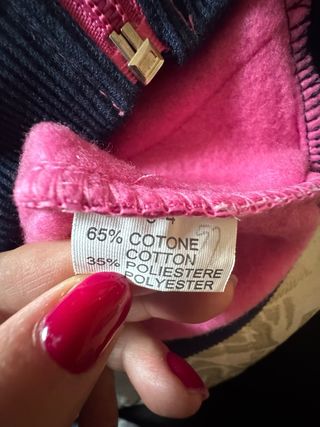 65% COTONE
COTTON
35% POLIESTERE
POLYESTER